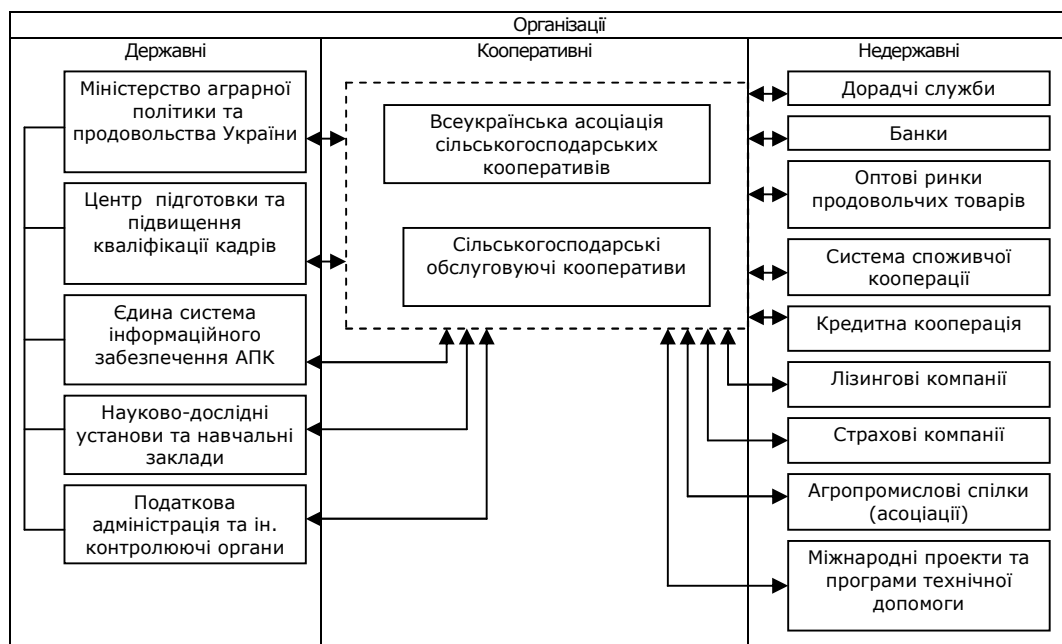 Організації
Державні
Кооперативні
Недержавні
Міністерство аграрної
політики та
продовольства України
Центр підготовки та
підвищення
кваліфікації кадрів
Єдина система
інформаційного
забезпечення АПК
Науково-дослідні
установи та навчальні
заклади
Податкова
адміністрація та ін.
контролюючі органи
Всеукраїнська асоціація
сільськогосподарських
кооперативів
Сільськогосподарські
обслуговуючі кооперативи
Дорадчі служби
Банки
Оптові ринки
продовольчих товарів
Система споживчої
кооперації
Кредитна кооперація
Лізингові компанії
Страхові компанії
Агропромислові спілки
(асоціації)
Міжнародні проекти та
програми технічної
допомоги